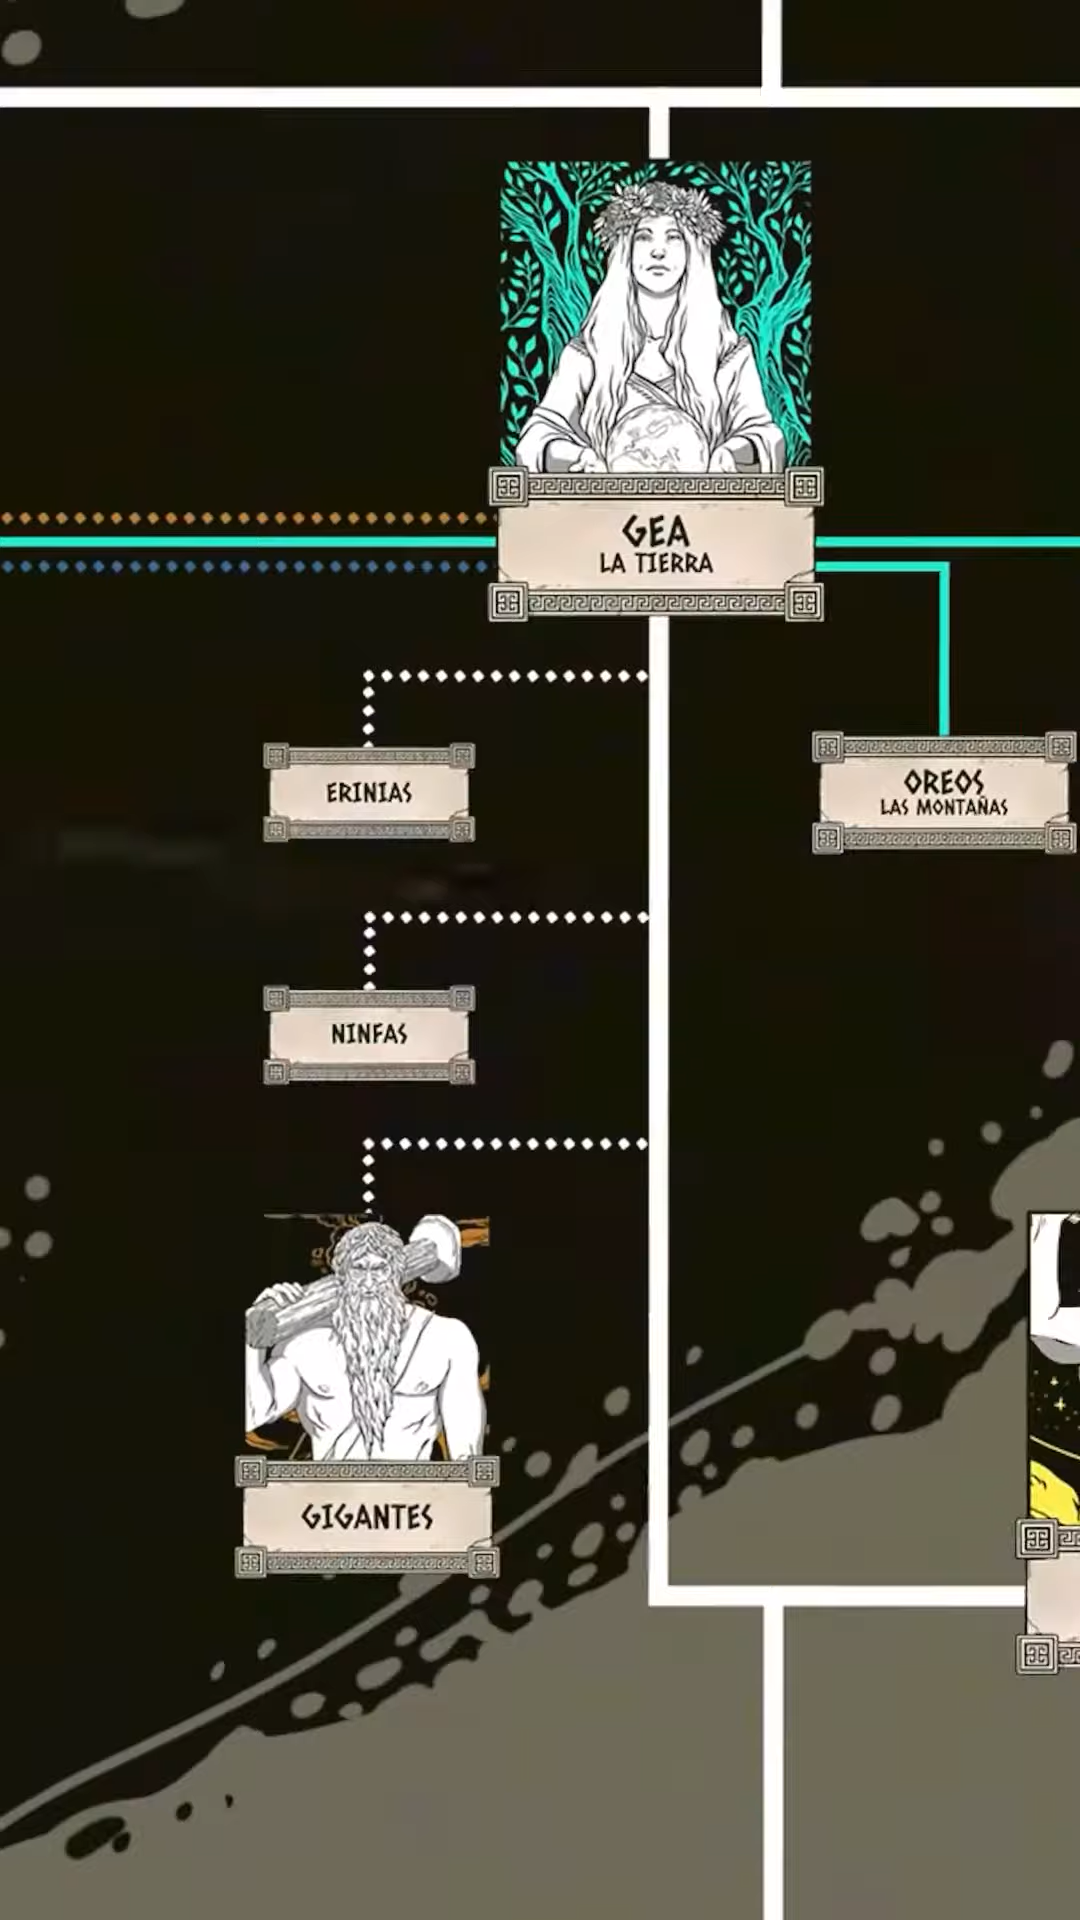 GEA
LA TIERRA
ERINIAS
OREOS
LAS MONTAÑAS
NINFAS
GIGANTES